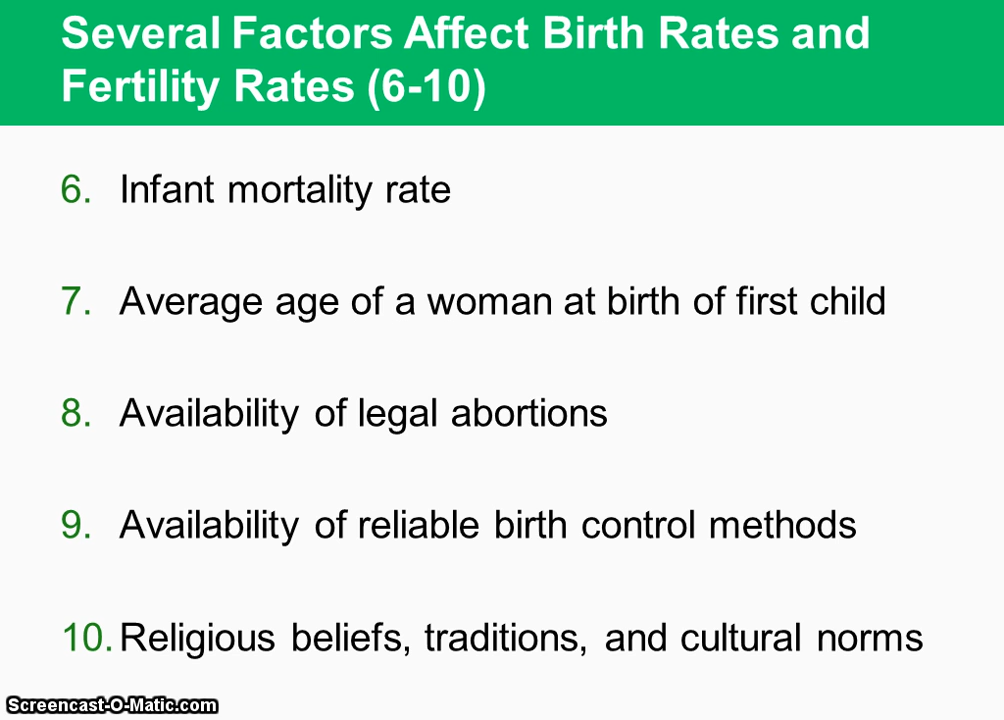 Several Factors Affect Birth Rates and
Fertility Rates (6-10)
6. Infant mortality rate
7. Average age of a woman at birth of first child
8. Availability of legal abortions
9. Availability of reliable birth control methods
10. Religious beliefs, traditions, and cultural norms
Screencast-O-Matic.com